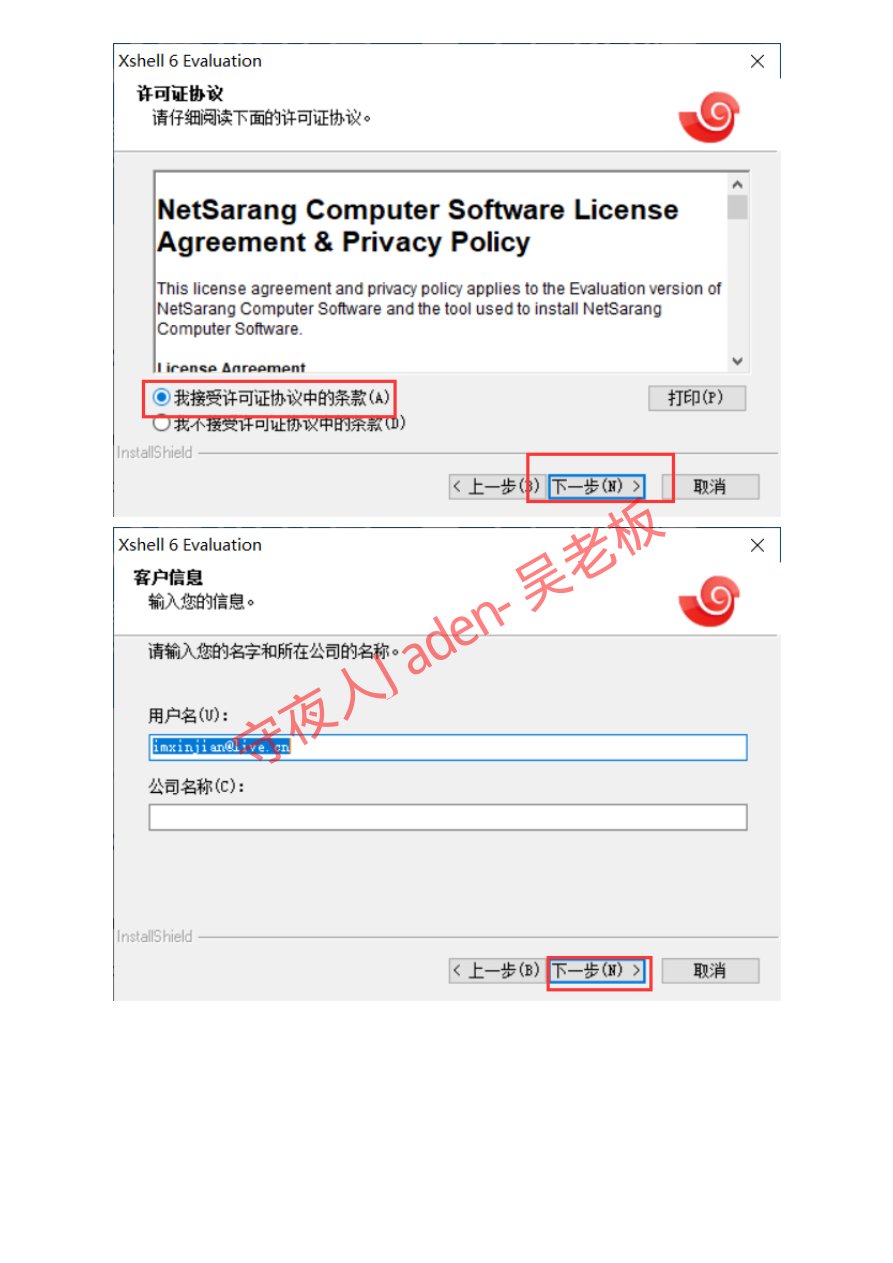 Xshell 6 Evaluation
许可证协议
请仔细阅读下面的许可证协议。
NetSarang Computer Software License
Agreement & Privacy Policy
This license agreement and privacy policy applies to the Evaluation version of
NetSarang Computer Software and the tool used to install NetSarang
Computer Software.
License Agreement
我接受许可证协议中的条款(A)
打印(P)
我不接受许可证协议中的条款(D)
InstallShield
< 上一步(B) 下一步(N) > 取消
Xshell 6 Evaluation
客户信息
输入您的信息。
请输入您的名字和所在公司的名称。
守夜人J aden- 吴老板
用户名(U):
imxinjian@live.cn
公司名称(C):
InstallShield
< 上一步(B) 下一步(N) > 取消